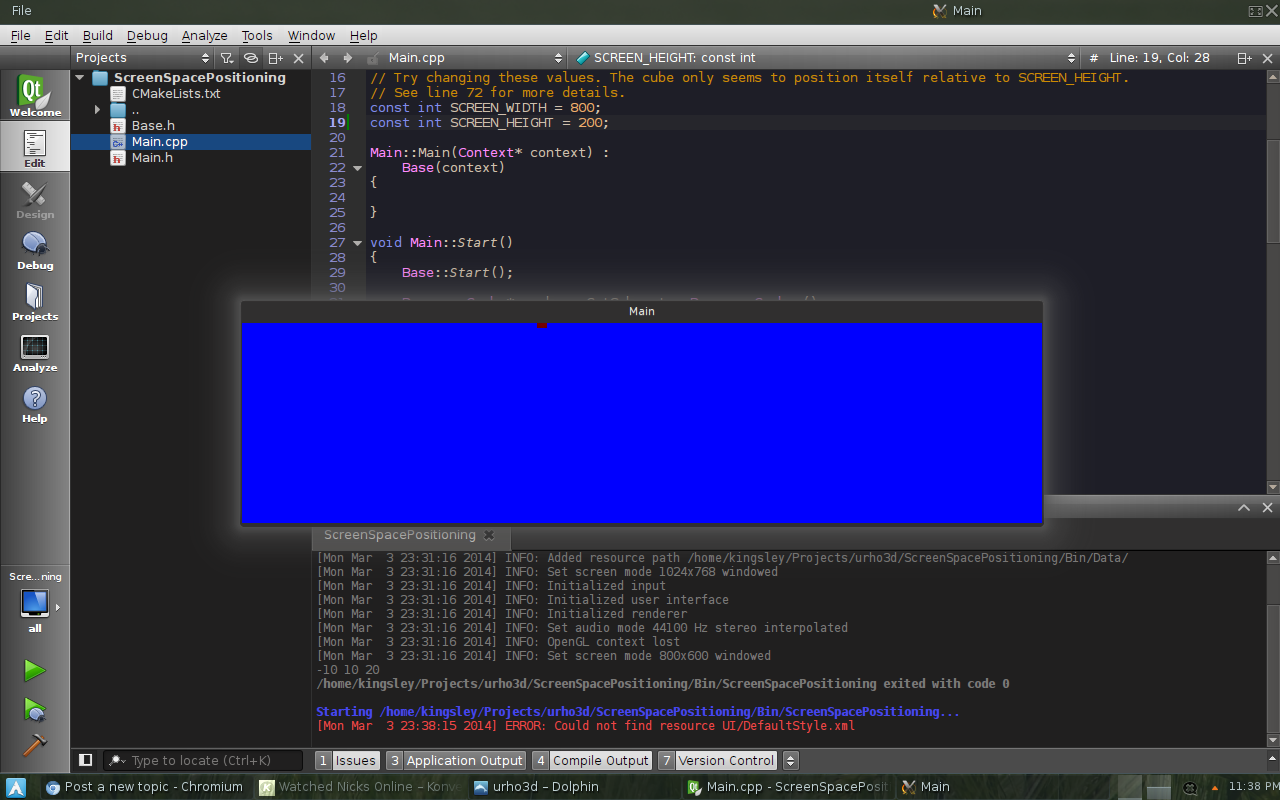 File
Main
File Edit Build Debug Analyze Tools Window Help
Projects
Main.cpp
SCREEN_HEIGHT: const int
# Line: 19, Col: 28
Qt
Welcome
Edit
Design
Debug
Projects
Analyze
Help
Scre...ning
all
ScreenSpacePositioning
CMakeLists.txt
..
Base.h
Main.cpp
Main.h
16 // Try changing these values. The cube only seems to position itself relative to SCREEN_HEIGHT.
17 // See line 72 for more details.
18 const int SCREEN_WIDTH = 800;
19 const int SCREEN_HEIGHT = 200;
20
21 Main::Main(Context* context) :
22 Base(context)
23 {
24
25 }
26
27 void Main::Start()
28 {
29 Base::Start();
30
Main
ScreenSpacePositioning
[Mon Mar 3 23:31:16 2014] INFO: Added resource path /home/kingsley/Projects/urho3d/ScreenSpacePositioning/Bin/Data/
[Mon Mar 3 23:31:16 2014] INFO: Set screen mode 1024x768 windowed
[Mon Mar 3 23:31:16 2014] INFO: Initialized input
[Mon Mar 3 23:31:16 2014] INFO: Initialized user interface
[Mon Mar 3 23:31:16 2014] INFO: Initialized renderer
[Mon Mar 3 23:31:16 2014] INFO: Set audio mode 44100 Hz stereo interpolated
[Mon Mar 3 23:31:16 2014] INFO: OpenGL context lost
[Mon Mar 3 23:31:16 2014] INFO: Set screen mode 800x600 windowed
-10 10 20
/home/kingsley/Projects/urho3d/ScreenSpacePositioning/Bin/ScreenSpacePositioning exited with code 0
Starting /home/kingsley/Projects/urho3d/ScreenSpacePositioning/Bin/ScreenSpacePositioning...
[Mon Mar 3 23:38:15 2014] ERROR: Could not find resource UI/DefaultStyle.xml
Type to locate (Ctrl+K)
1 Issues 3 Application Output 4 Compile Output 7 Version Control
Post a new topic - Chromium
Watched Nicks Online – Konv
urho3d – Dolphin
Main.cpp - ScreenSpacePosit
Main
11:38 PM